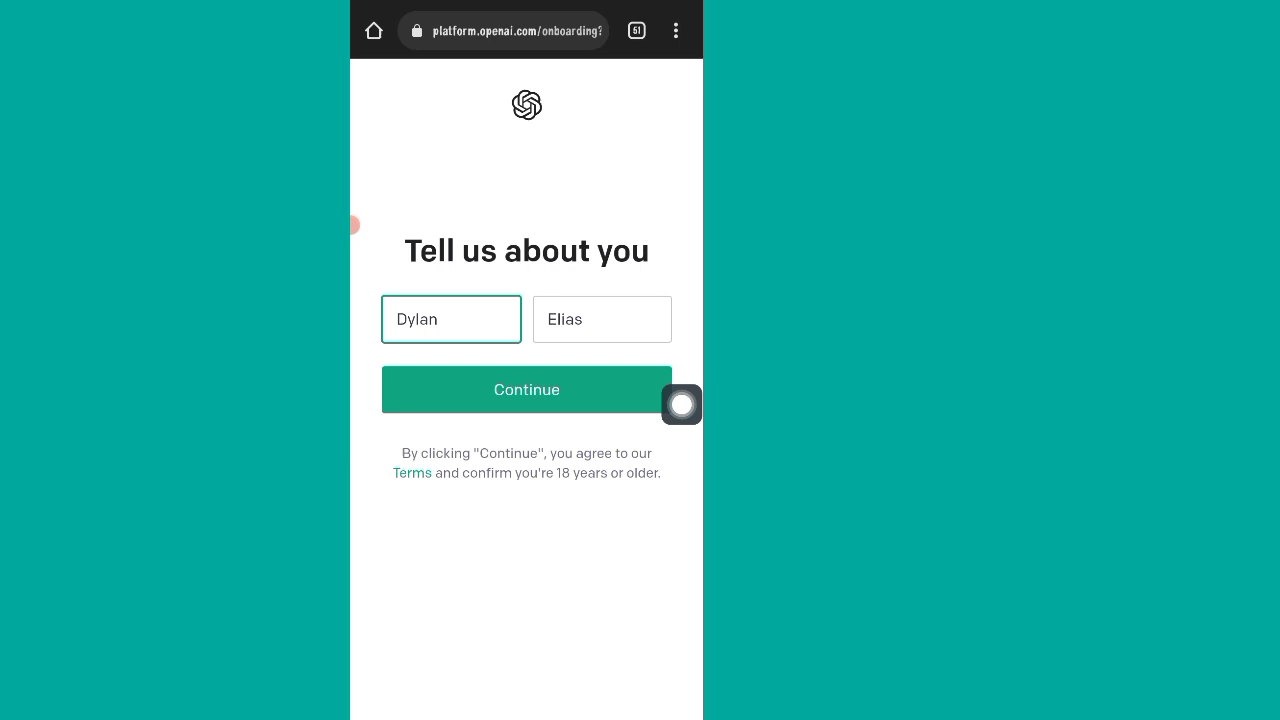 platform.openai.com/onboarding?
51
Tell us about you
Dylan
Elias
Continue
By clicking "Continue", you agree to our
Terms and confirm you're 18 years or older.